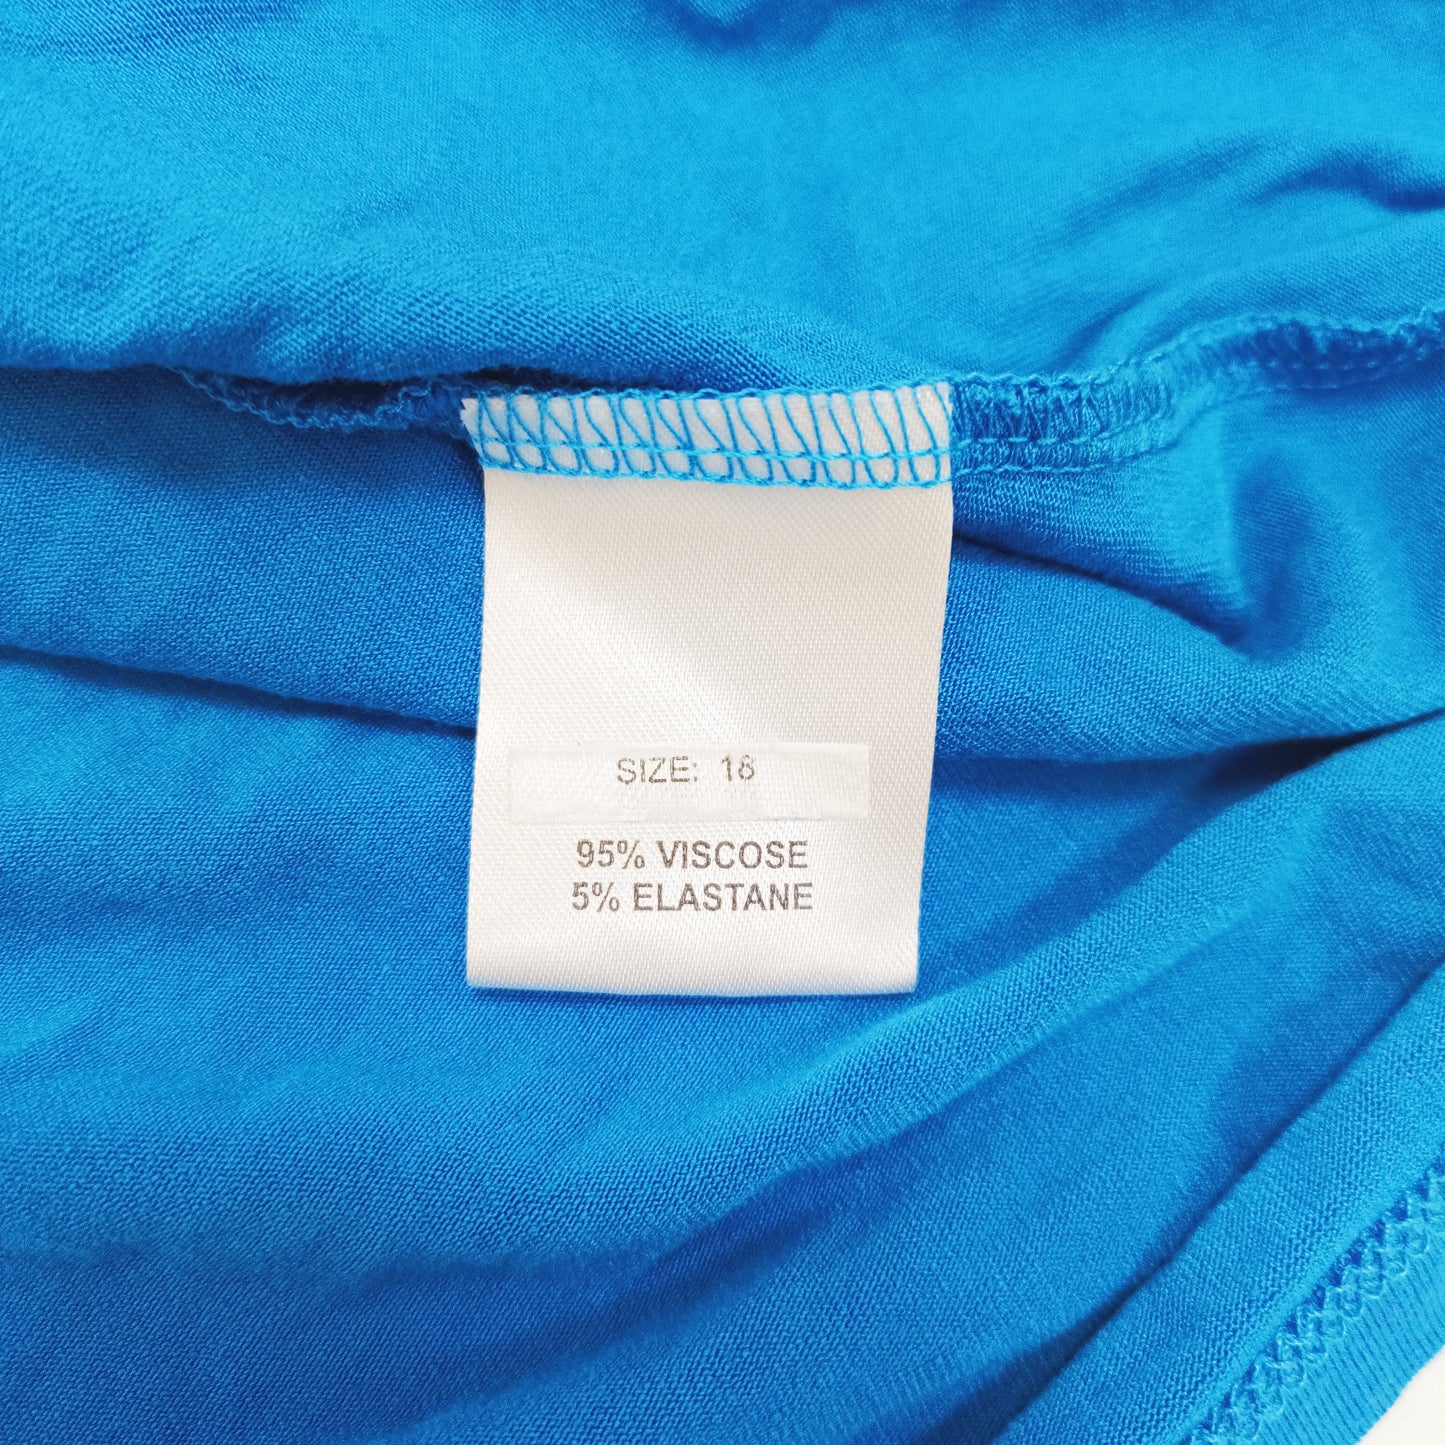 SIZE: 18
95% VISCOSE
5% ELASTANE